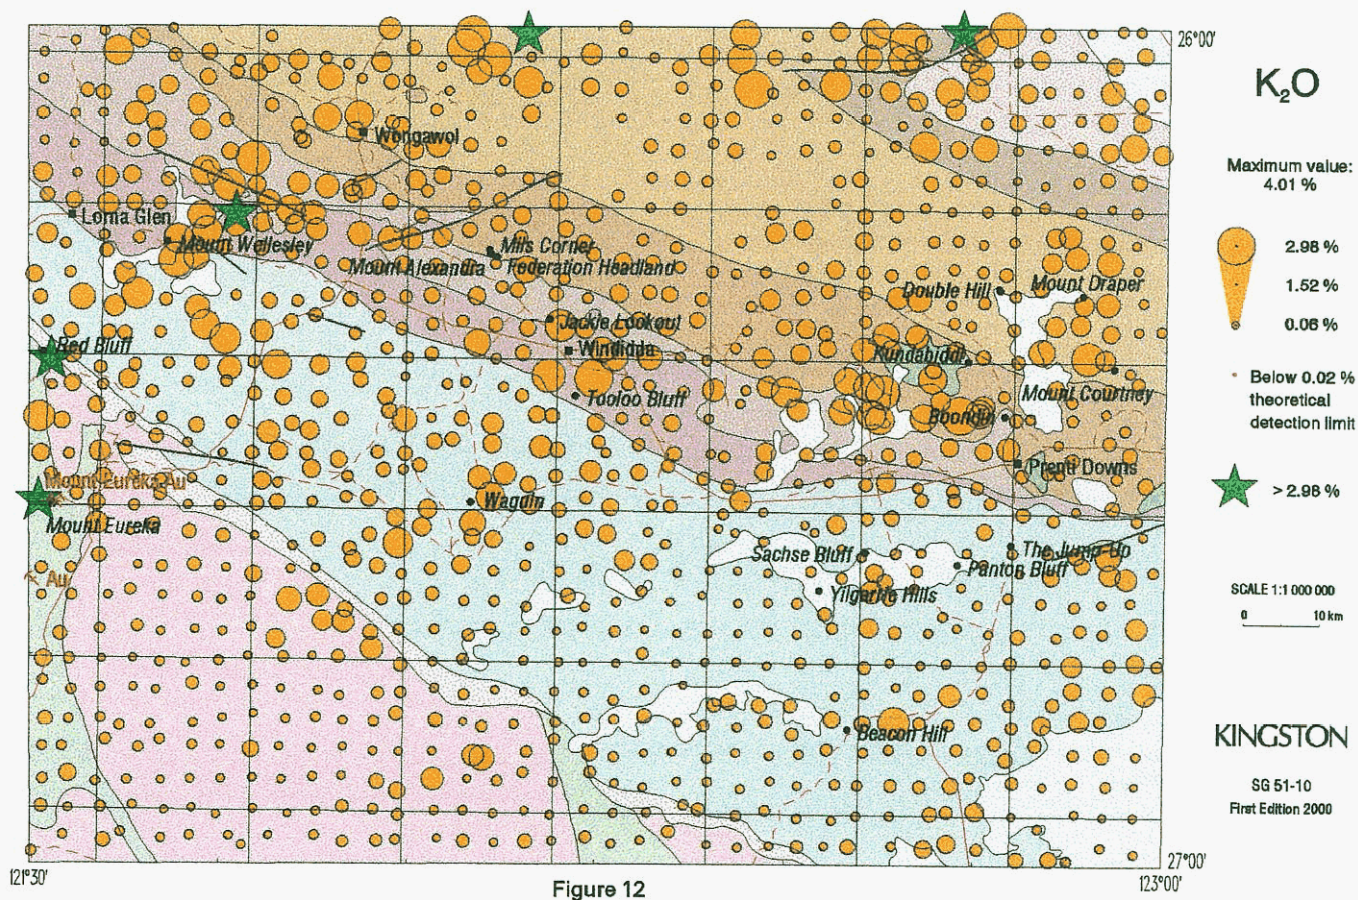 26°00'
K₂O
Maximum value:
4.01 %
2.98 %
1.52 %
0.06 %
Below 0.02 %
theoretical
detection limit
> 2.98 %
SCALE 1:1 000 000
0 10 km
KINGSTON
SG 51-10
First Edition 2000
Wongawol
Lorna Glen
Mount Wellesley
Mils Corner
Mount Alexandra
Federation Headland
Double Hill
Mount Draper
Jackie Lookout
Red Bluff
Windidda
Kundabiddi
Mount Courtney
Tooloo Bluff
Boongin
Prenti Downs
Mount Eureka Au
Wagdin
Mount Eureka
Sachse Bluff
The Jump-Up
Panton Bluff
Au
Yilgarnie Hills
Beacon Hill
27°00'
121°30'
123°00'
Figure 12